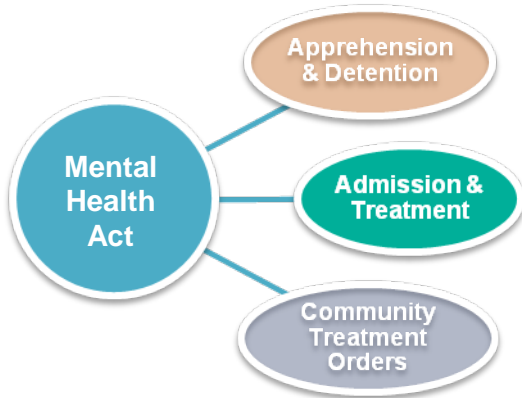 Apprehension
& Detention
Mental
Health
Act
Admission &
Treatment
Community
Treatment
Orders